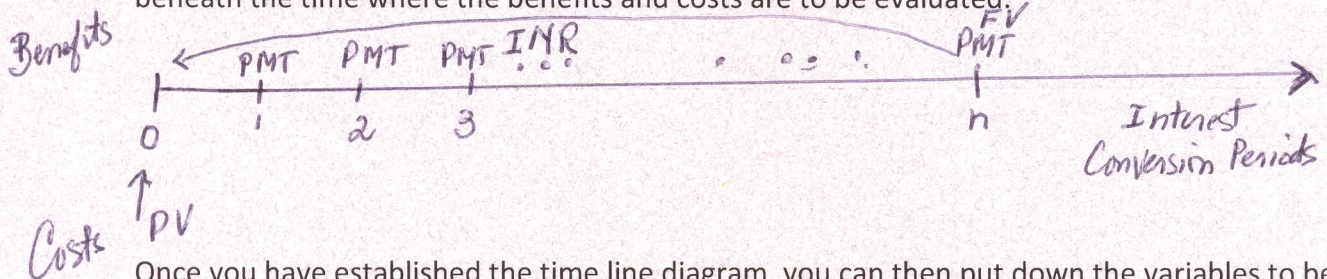 beneath the time where the benefits and costs are to be evaluated.
Benefits
FV
PMT PMT PMT INR ... . .. . PMT
0 1 2 3 n
Interest
Conversion Periods
PV
Costs
Once you have established the time line diagram, you can then put down the variables to be